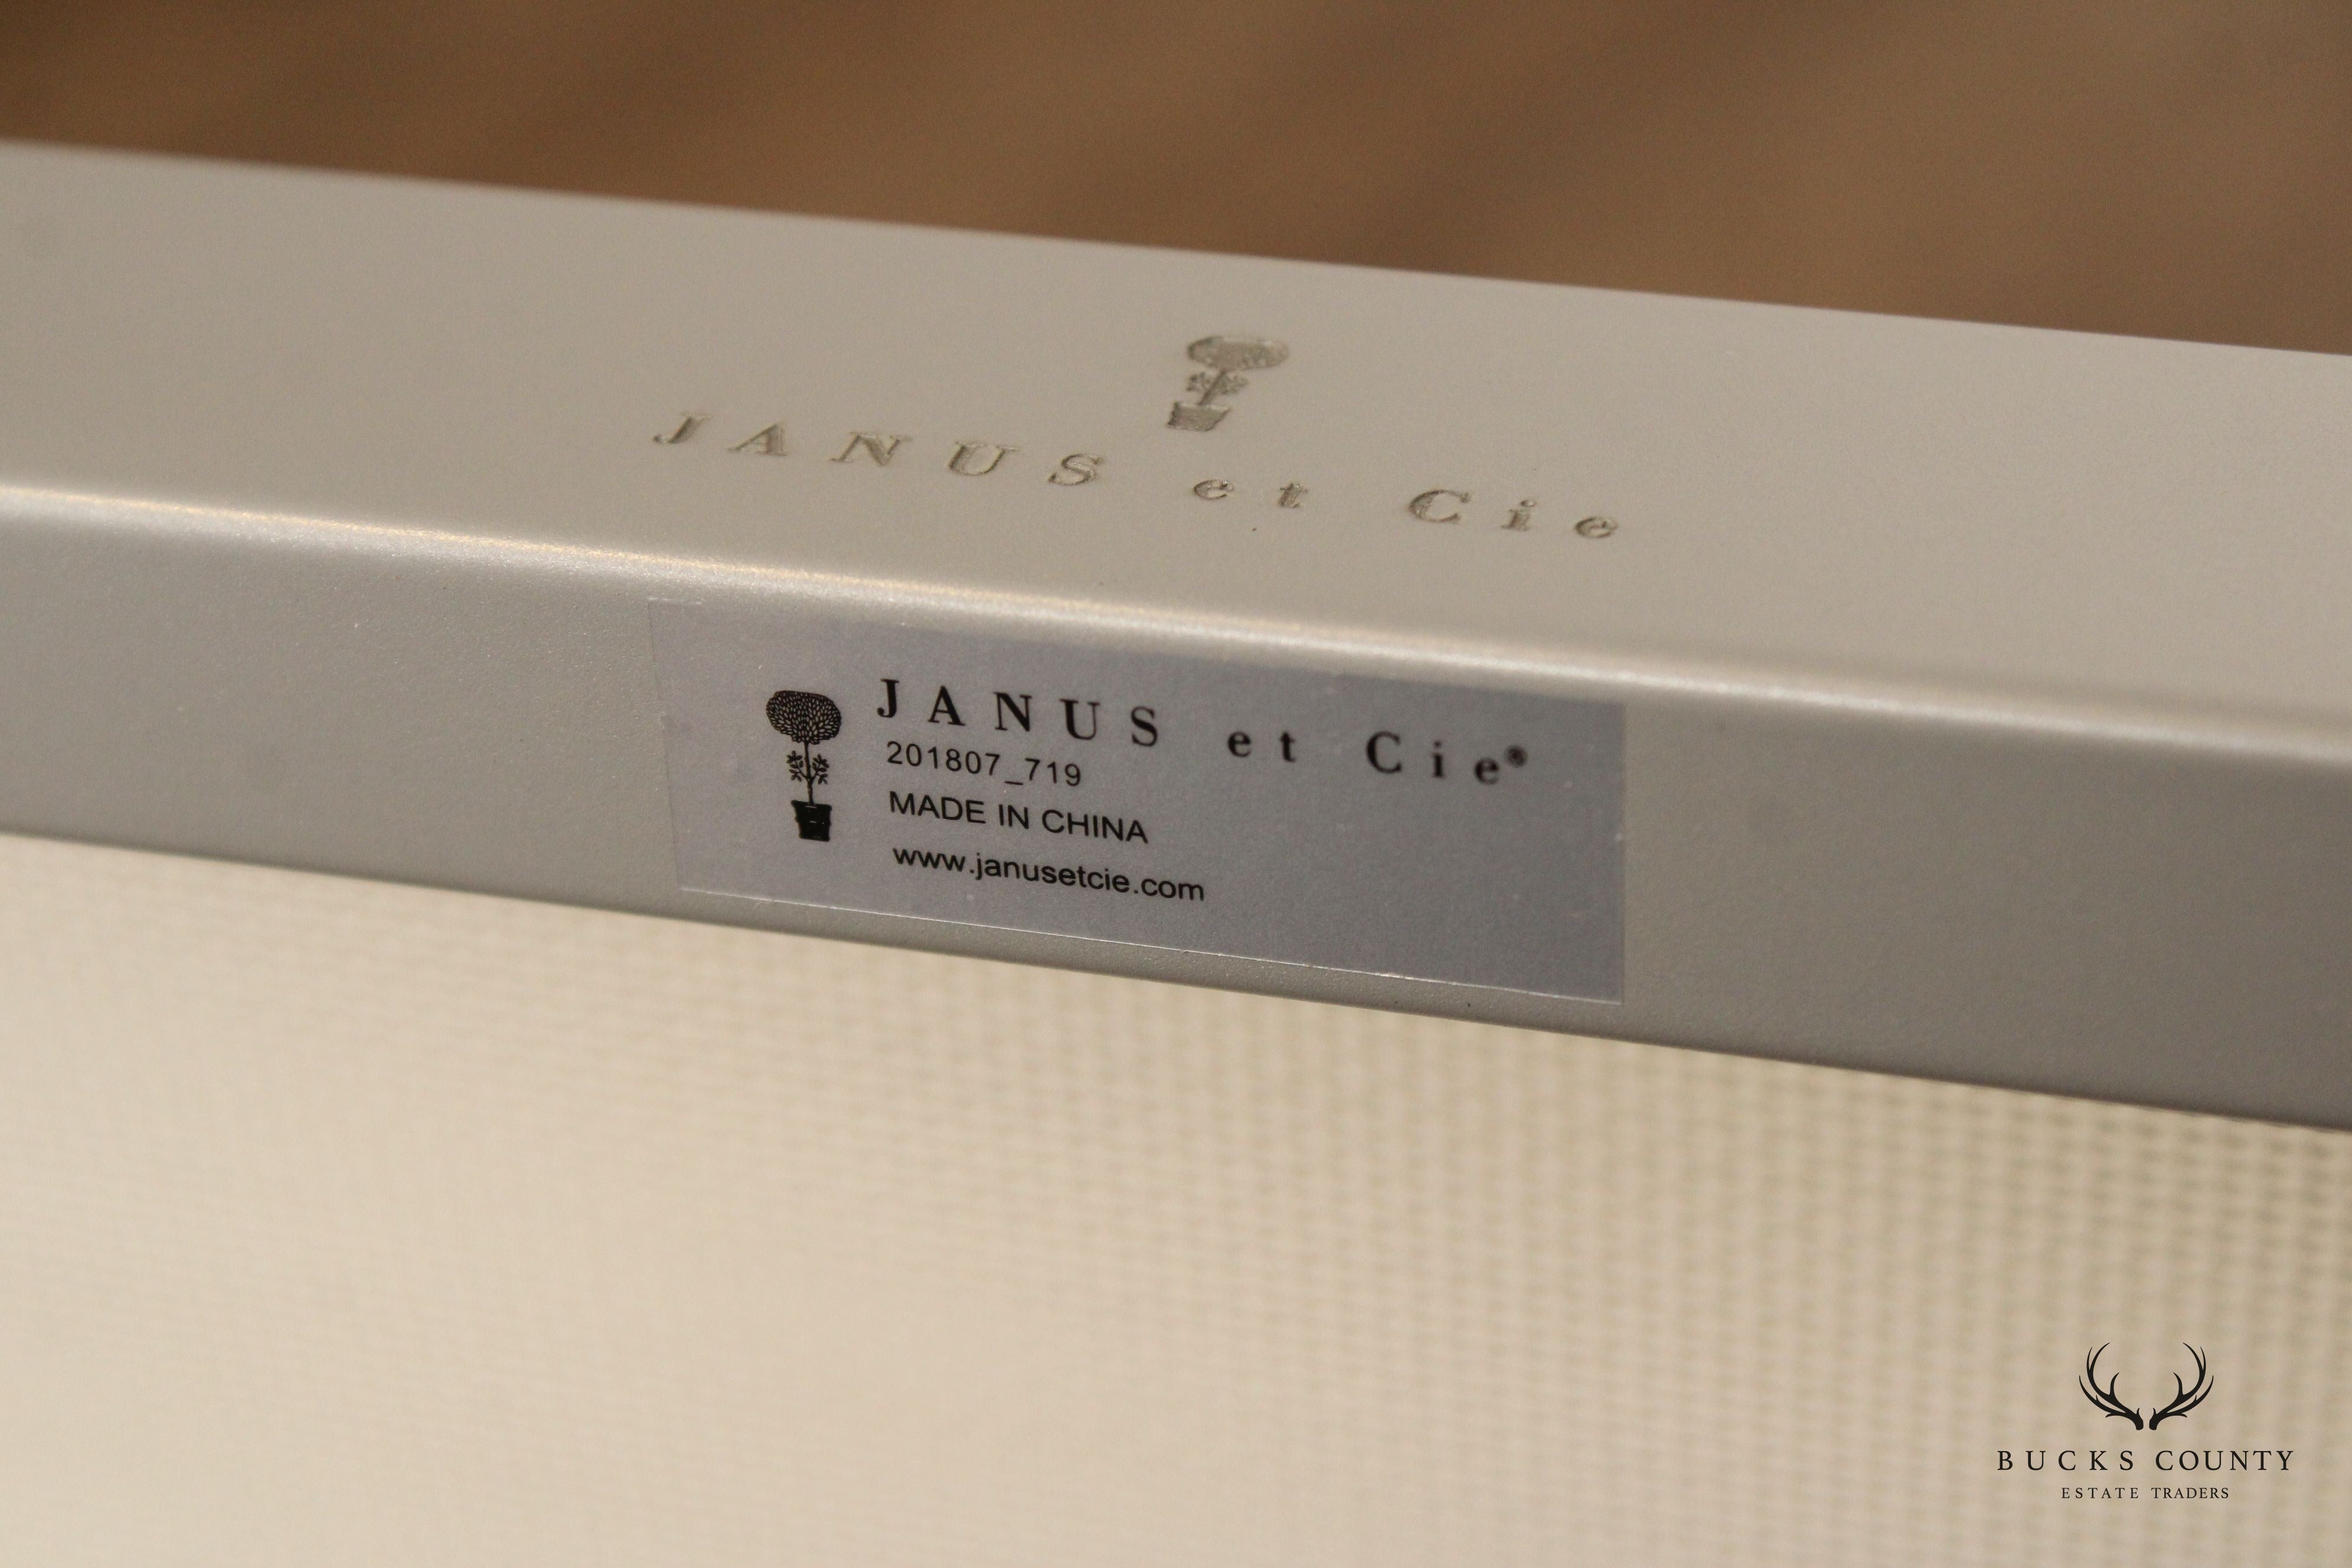 JANUS et Cie
JANUS et Cie®
201807_719
MADE IN CHINA
www.janusetcie.com
BUCKS COUNTY
ESTATE TRADERS